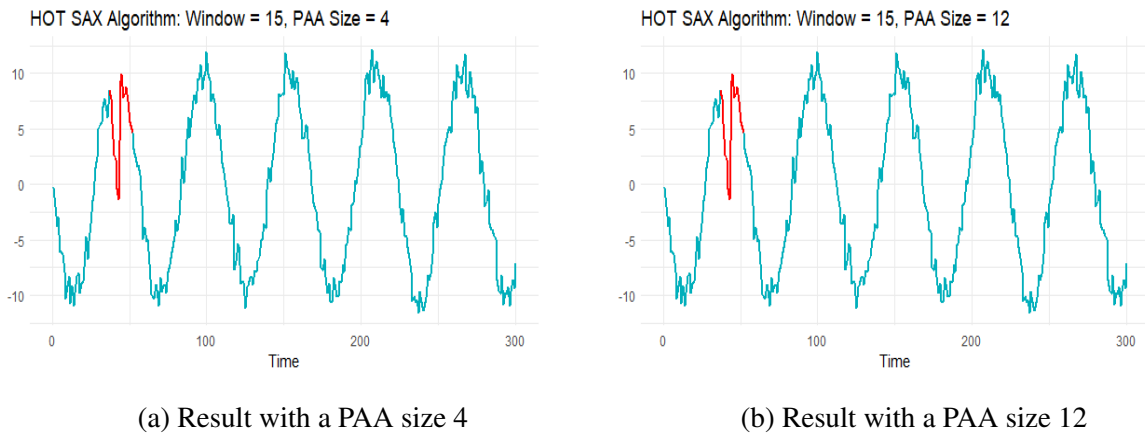 HOT SAX Algorithm: Window = 15, PAA Size = 4
10
5
0
-5
-10
0 100 200 300
Time
(a) Result with a PAA size 4
HOT SAX Algorithm: Window = 15, PAA Size = 12
10
5
0
-5
-10
0 100 200 300
Time
(b) Result with a PAA size 12